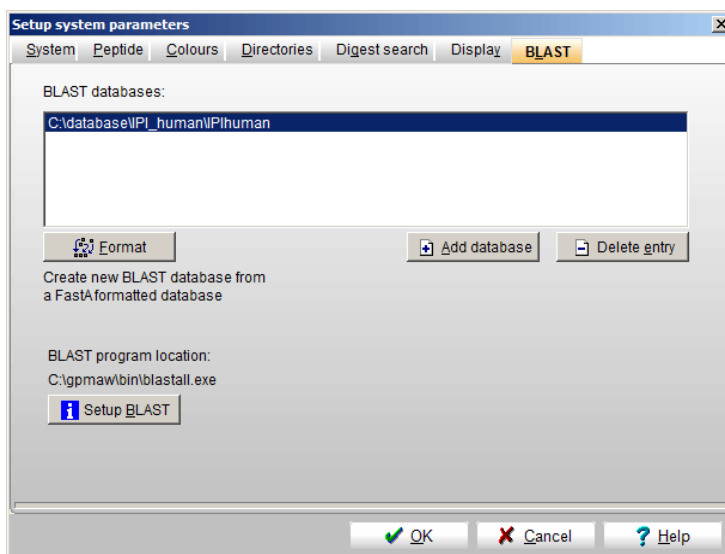 Setup system parameters
System Peptide Colours Directories Digest search Display BLAST
BLAST databases:
C:\database\IPI_human\IPIhuman
Format Add database Delete entry
Create new BLAST database from
a FastA formatted database
BLAST program location:
C:\gpmaw\bin\blastall.exe
Setup BLAST
OK Cancel Help